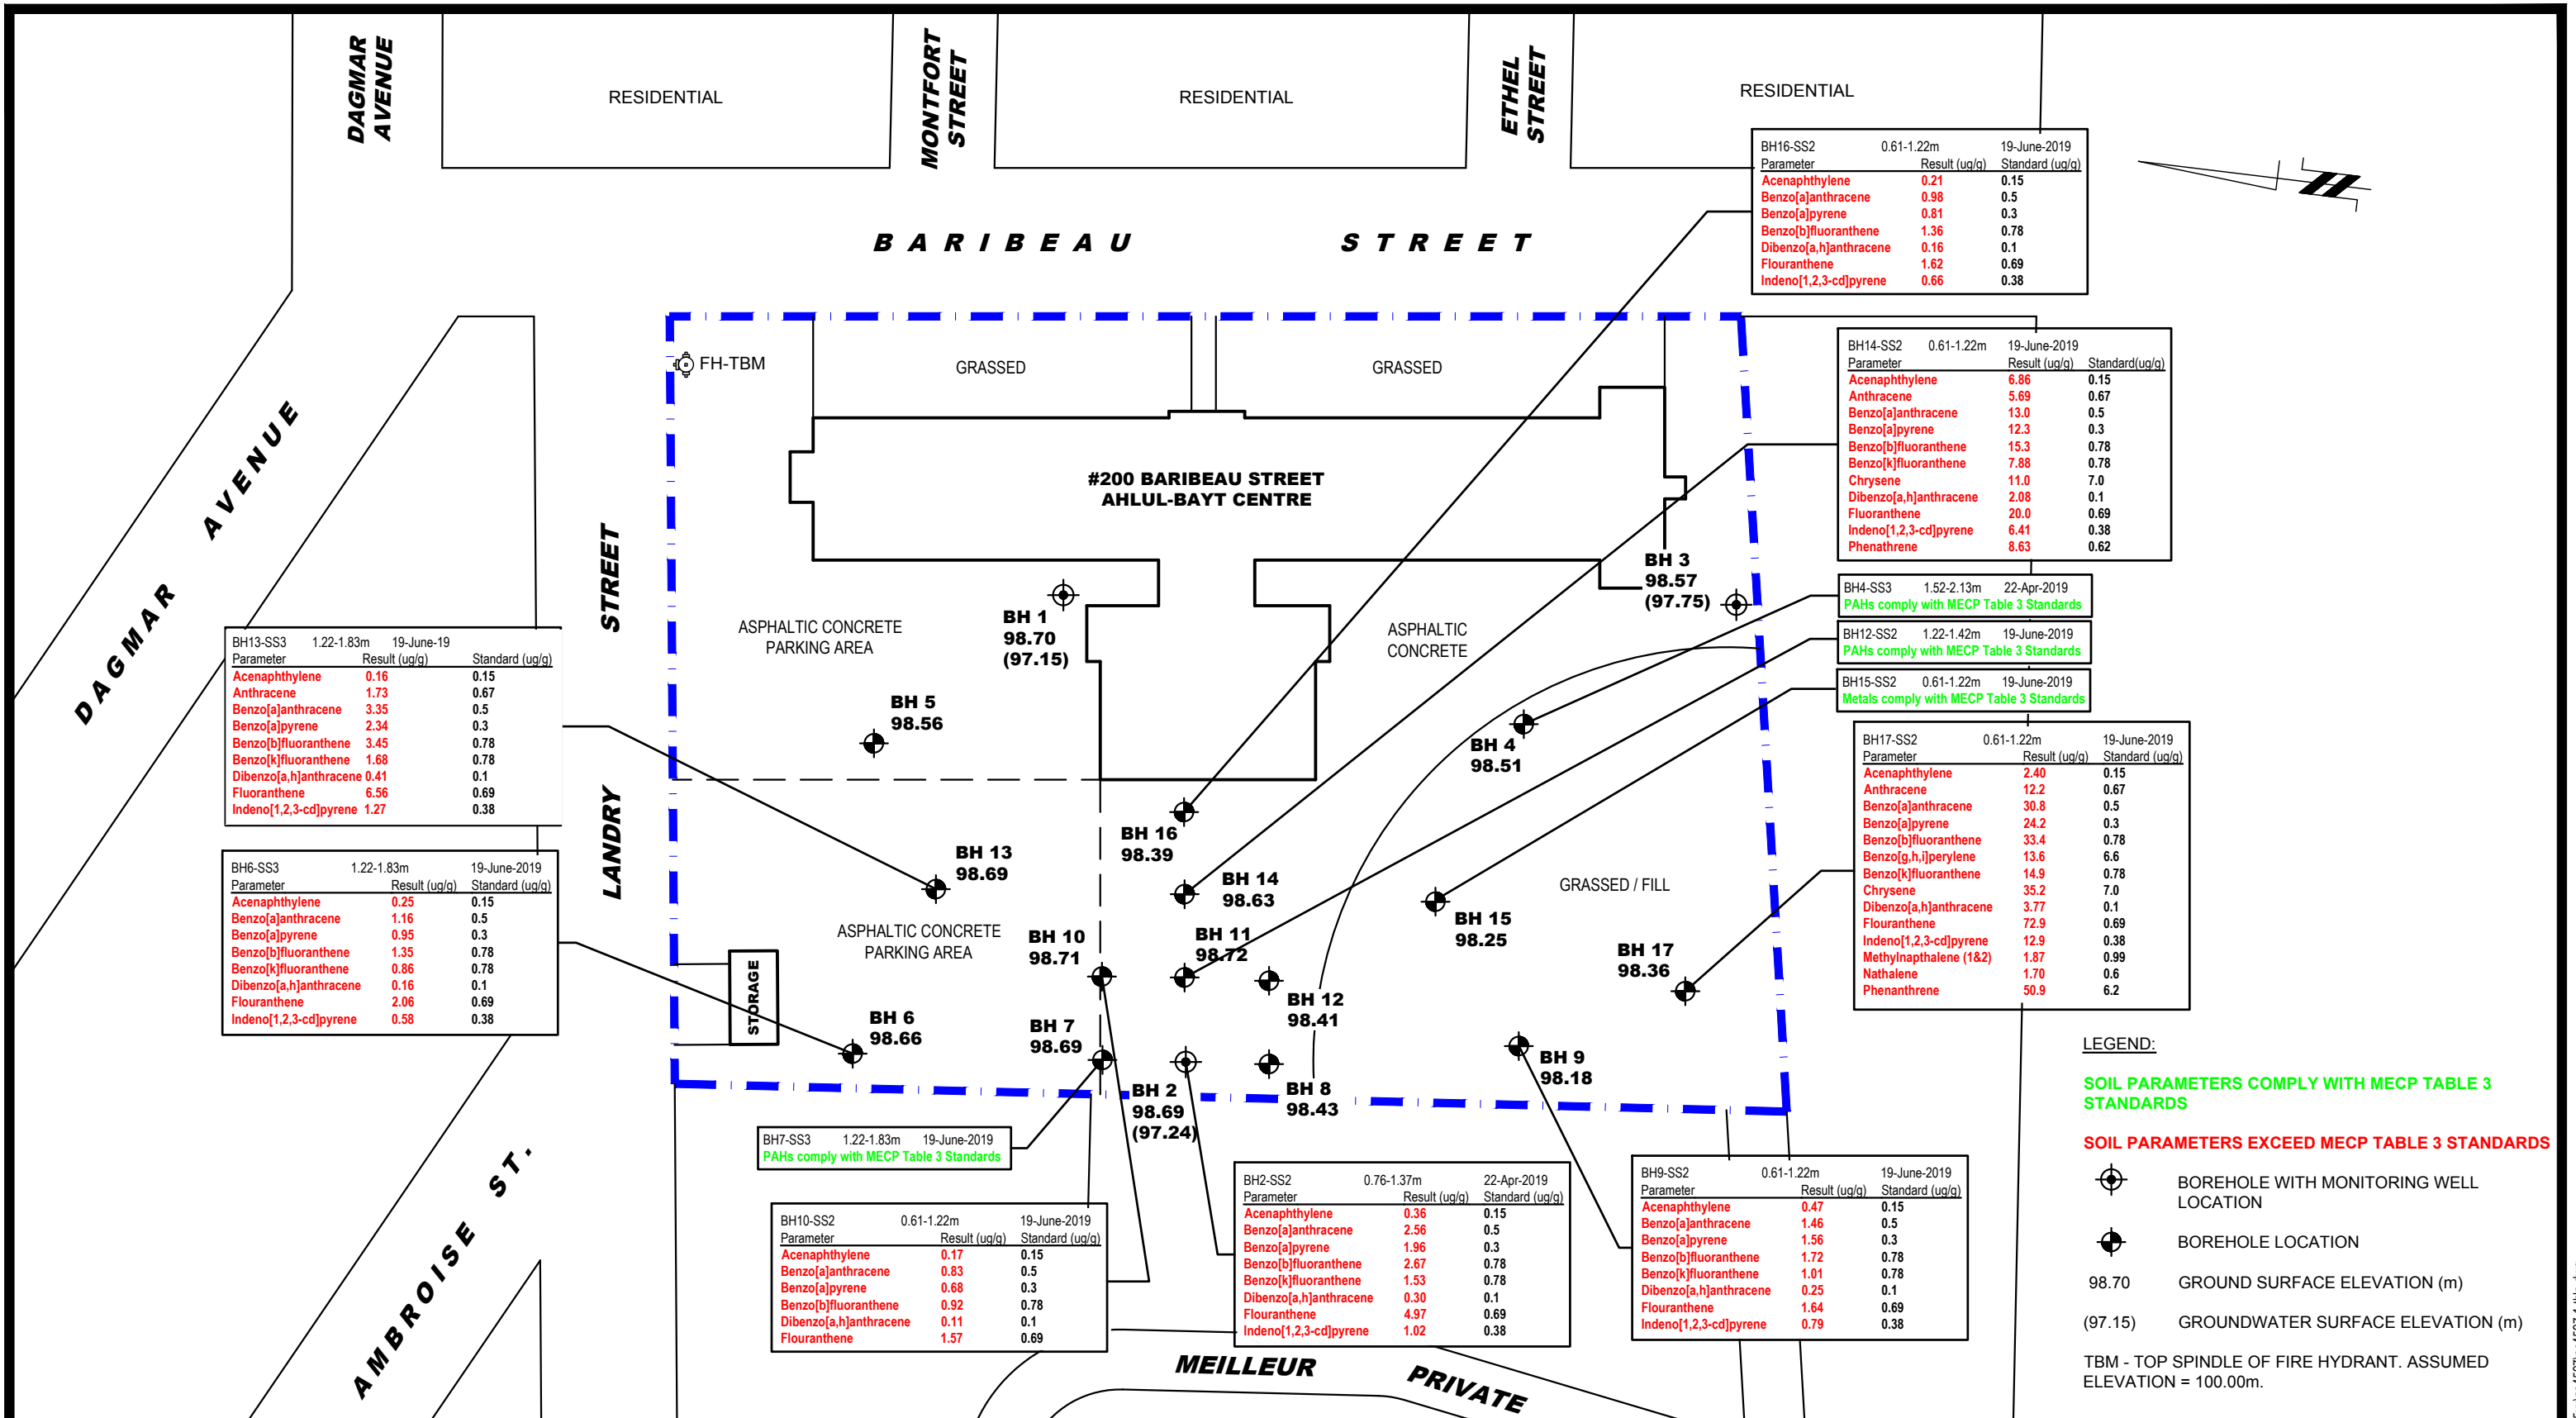 DAGMAR
AVENUE
MONTFORT
STREET
ETHEL
STREET
RESIDENTIAL
RESIDENTIAL
RESIDENTIAL
BARIBEAU STREET
BH16-SS2 0.61-1.22m 19-June-2019
Parameter Result (ug/g) Standard (ug/g)
Acenaphthylene 0.21 0.15
Benzo[a]anthracene 0.98 0.5
Benzo[a]pyrene 0.81 0.3
Benzo[b]fluoranthene 1.36 0.78
Dibenzo[a,h]anthracene 0.16 0.1
Flouranthene 1.62 0.69
Indeno[1,2,3-cd]pyrene 0.66 0.38
FH-TBM
GRASSED
GRASSED
BH14-SS2 0.61-1.22m 19-June-2019
Parameter Result (ug/g) Standard(ug/g)
Acenaphthylene 6.86 0.15
Anthracene 5.69 0.67
Benzo[a]anthracene 13.0 0.5
Benzo[a]pyrene 12.3 0.3
Benzo[b]fluoranthene 15.3 0.78
Benzo[k]fluoranthene 7.88 0.78
Chrysene 11.0 7.0
Dibenzo[a,h]anthracene 2.08 0.1
Fluoranthene 20.0 0.69
Indeno[1,2,3-cd]pyrene 6.41 0.38
Phenathrene 8.63 0.62
#200 BARIBEAU STREET
AHLUL-BAYT CENTRE
DAGMAR AVENUE
LANDRY STREET
BH 3
98.57
(97.75)
BH 1
98.70
(97.15)
ASPHALTIC CONCRETE
PARKING AREA
ASPHALTIC
CONCRETE
BH4-SS3 1.52-2.13m 22-Apr-2019
PAHs comply with MECP Table 3 Standards
BH12-SS2 1.22-1.42m 19-June-2019
PAHs comply with MECP Table 3 Standards
BH15-SS2 0.61-1.22m 19-June-2019
Metals comply with MECP Table 3 Standards
BH13-SS3 1.22-1.83m 19-June-19
Parameter Result (ug/g) Standard (ug/g)
Acenaphthylene 0.16 0.15
Anthracene 1.73 0.67
Benzo[a]anthracene 3.35 0.5
Benzo[a]pyrene 2.34 0.3
Benzo[b]fluoranthene 3.45 0.78
Benzo[k]fluoranthene 1.68 0.78
Dibenzo[a,h]anthracene 0.41 0.1
Fluoranthene 6.56 0.69
Indeno[1,2,3-cd]pyrene 1.27 0.38
BH 5
98.56
BH 4
98.51
BH17-SS2 0.61-1.22m 19-June-2019
Parameter Result (ug/g) Standard (ug/g)
Acenaphthylene 2.40 0.15
Anthracene 12.2 0.67
Benzo[a]anthracene 30.8 0.5
Benzo[a]pyrene 24.2 0.3
Benzo[b]fluoranthene 33.4 0.78
Benzo[g,h,i]perylene 13.6 6.6
Benzo[k]fluoranthene 14.9 0.78
Chrysene 35.2 7.0
Dibenzo[a,h]anthracene 3.77 0.1
Flouranthene 72.9 0.69
Indeno[1,2,3-cd]pyrene 12.9 0.38
Methylnapthalene (1&2) 1.87 0.99
Nathalene 1.70 0.6
Phenanthrene 50.9 6.2
BH 16
98.39
BH 13
98.69
BH 14
98.63
GRASSED / FILL
BH6-SS3 1.22-1.83m 19-June-2019
Parameter Result (ug/g) Standard (ug/g)
Acenaphthylene 0.25 0.15
Benzo[a]anthracene 1.16 0.5
Benzo[a]pyrene 0.95 0.3
Benzo[b]fluoranthene 1.35 0.78
Benzo[k]fluoranthene 0.86 0.78
Dibenzo[a,h]anthracene 0.16 0.1
Flouranthene 2.06 0.69
Indeno[1,2,3-cd]pyrene 0.58 0.38
ASPHALTIC CONCRETE
PARKING AREA
BH 10
98.71
BH 11
98.72
BH 15
98.25
BH 17
98.36
STORAGE
BH 12
98.41
BH 6
98.66
BH 7
98.69
BH 9
98.18
BH 2
98.69
(97.24)
BH 8
98.43
BH7-SS3 1.22-1.83m 19-June-2019
PAHs comply with MECP Table 3 Standards
AMBROISE ST.
BH10-SS2 0.61-1.22m 19-June-2019
Parameter Result (ug/g) Standard (ug/g)
Acenaphthylene 0.17 0.15
Benzo[a]anthracene 0.83 0.5
Benzo[a]pyrene 0.68 0.3
Benzo[b]fluoranthene 0.92 0.78
Dibenzo[a,h]anthracene 0.11 0.1
Flouranthene 1.57 0.69
BH2-SS2 0.76-1.37m 22-Apr-2019
Parameter Result (ug/g) Standard (ug/g)
Acenaphthylene 0.36 0.15
Benzo[a]anthracene 2.56 0.5
Benzo[a]pyrene 1.96 0.3
Benzo[b]fluoranthene 2.67 0.78
Benzo[k]fluoranthene 1.53 0.78
Dibenzo[a,h]anthracene 0.30 0.1
Flouranthene 4.97 0.69
Indeno[1,2,3-cd]pyrene 1.02 0.38
BH9-SS2 0.61-1.22m 19-June-2019
Parameter Result (ug/g) Standard (ug/g)
Acenaphthylene 0.47 0.15
Benzo[a]anthracene 1.46 0.5
Benzo[a]pyrene 1.56 0.3
Benzo[b]fluoranthene 1.72 0.78
Benzo[k]fluoranthene 1.01 0.78
Dibenzo[a,h]anthracene 0.25 0.1
Flouranthene 1.64 0.69
Indeno[1,2,3-cd]pyrene 0.79 0.38
MEILLEUR PRIVATE
LEGEND:
SOIL PARAMETERS COMPLY WITH MECP TABLE 3
STANDARDS
SOIL PARAMETERS EXCEED MECP TABLE 3 STANDARDS
BOREHOLE WITH MONITORING WELL
LOCATION
BOREHOLE LOCATION
98.70 GROUND SURFACE ELEVATION (m)
(97.15) GROUNDWATER SURFACE ELEVATION (m)
TBM - TOP SPINDLE OF FIRE HYDRANT. ASSUMED
ELEVATION = 100.00m.